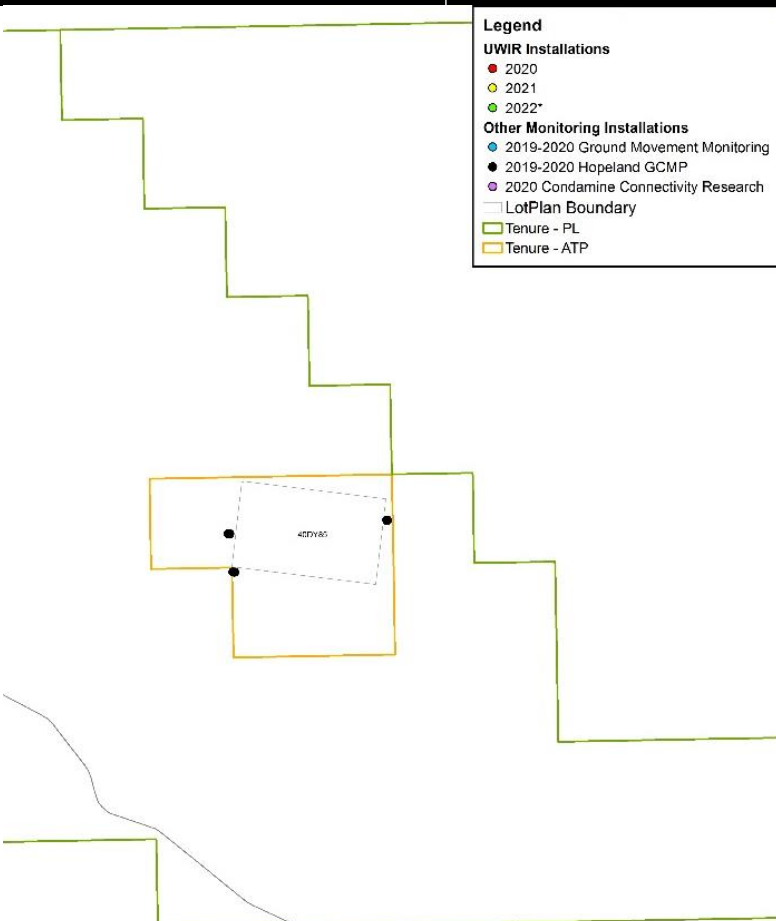 Legend
UWIR Installations
2020
2021
2022*
Other Monitoring Installations
2019-2020 Ground Movement Monitoring
2019-2020 Hopeland GCMP
2020 Condamine Connectivity Research
LotPlan Boundary
Tenure - PL
Tenure - ATP
40DY85